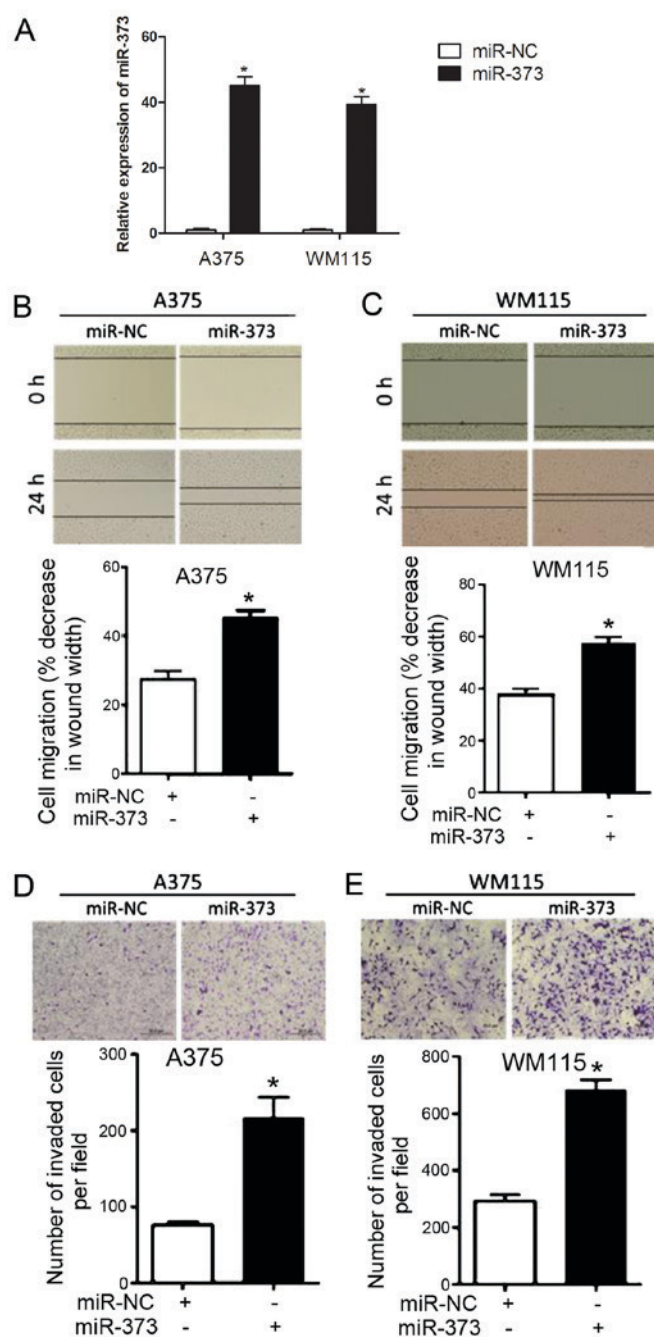 A
Relative expression of miR-373
60
40
20
0
*
*
A375
WM115
miR-NC
miR-373
B
A375
miR-NC
miR-373
0 h
24 h
A375
Cell migration (% decrease
in wound width)
60
40
20
0
*
miR-NC + -
miR-373 - +
C
WM115
miR-NC
miR-373
0 h
24 h
WM115
Cell migration (% decrease
in wound width)
80
60
40
20
0
*
miR-NC + -
miR-373 - +
D
A375
miR-NC
miR-373
A375
Number of invaded cells
per field
300
200
100
0
*
miR-NC + -
miR-373 - +
E
WM115
miR-NC
miR-373
WM115
Number of invaded cells
per field
800
600
400
200
0
*
miR-NC + -
miR-373 - +